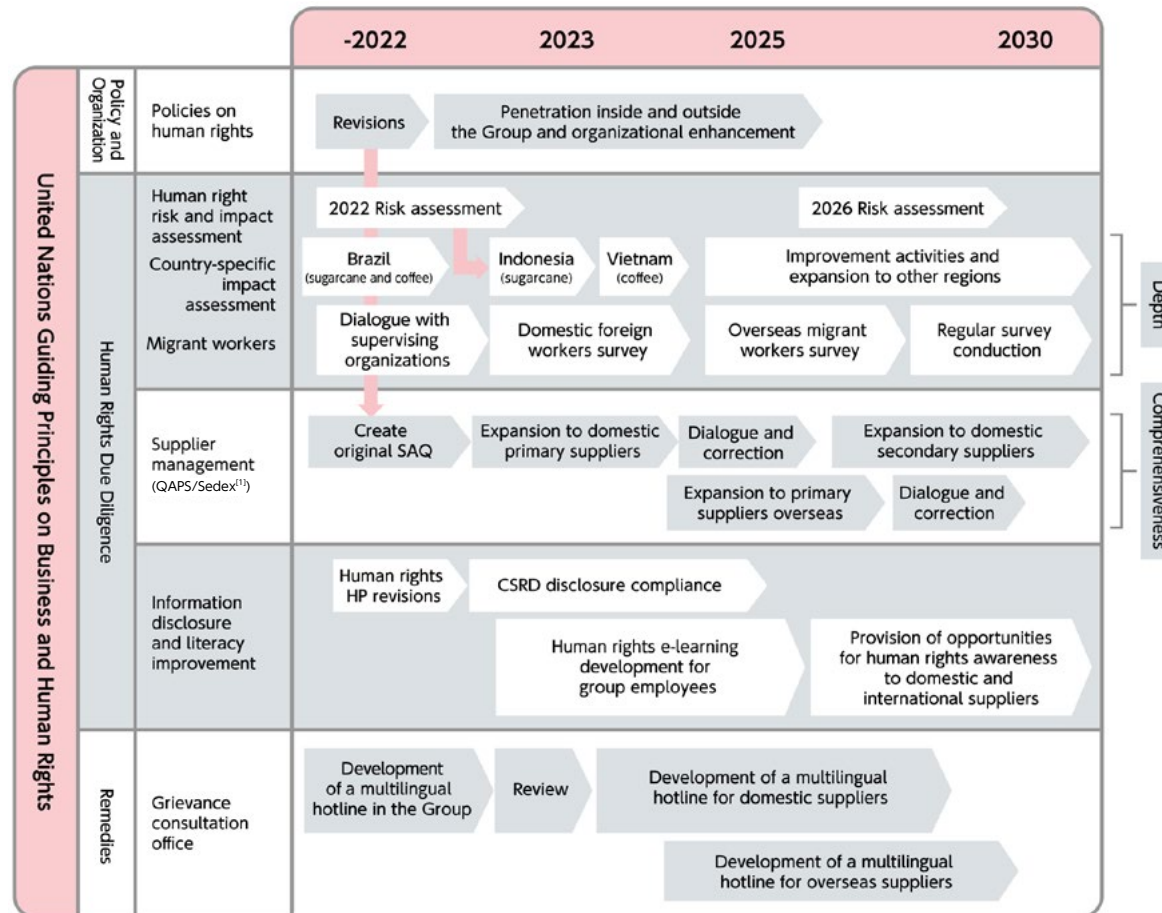 -2022
2023
2025
2030
United Nations Guiding Principles on Business and Human Rights
Policy and
Organization
Policies on
human rights
Revisions
Penetration inside and outside
the Group and organizational enhancement
Human Rights Due Diligence
Human right
risk and impact
assessment
2022 Risk assessment
2026 Risk assessment
Country-specific
impact
assessment
Brazil
(sugarcane and coffee)
Indonesia
(sugarcane)
Vietnam
(coffee)
Improvement activities and
expansion to other regions
Migrant workers
Dialogue with
supervising
organizations
Domestic foreign
workers survey
Overseas migrant
workers survey
Regular survey
conduction
Depth
Supplier
management
(QAPS/Sedex[1])
Create
original SAQ
Expansion to domestic
primary suppliers
Dialogue and
correction
Expansion to domestic
secondary suppliers
Expansion to primary
suppliers overseas
Dialogue and
correction
Comprehensiveness
Information
disclosure
and literacy
improvement
Human rights
HP revisions
CSRD disclosure compliance
Human rights e-learning
development for
group employees
Provision of opportunities
for human rights awareness
to domestic and
international suppliers
Remedies
Grievance
consultation
office
Development
of a multilingual
hotline in the Group
Review
Development of a multilingual
hotline for domestic suppliers
Development of a multilingual
hotline for overseas suppliers